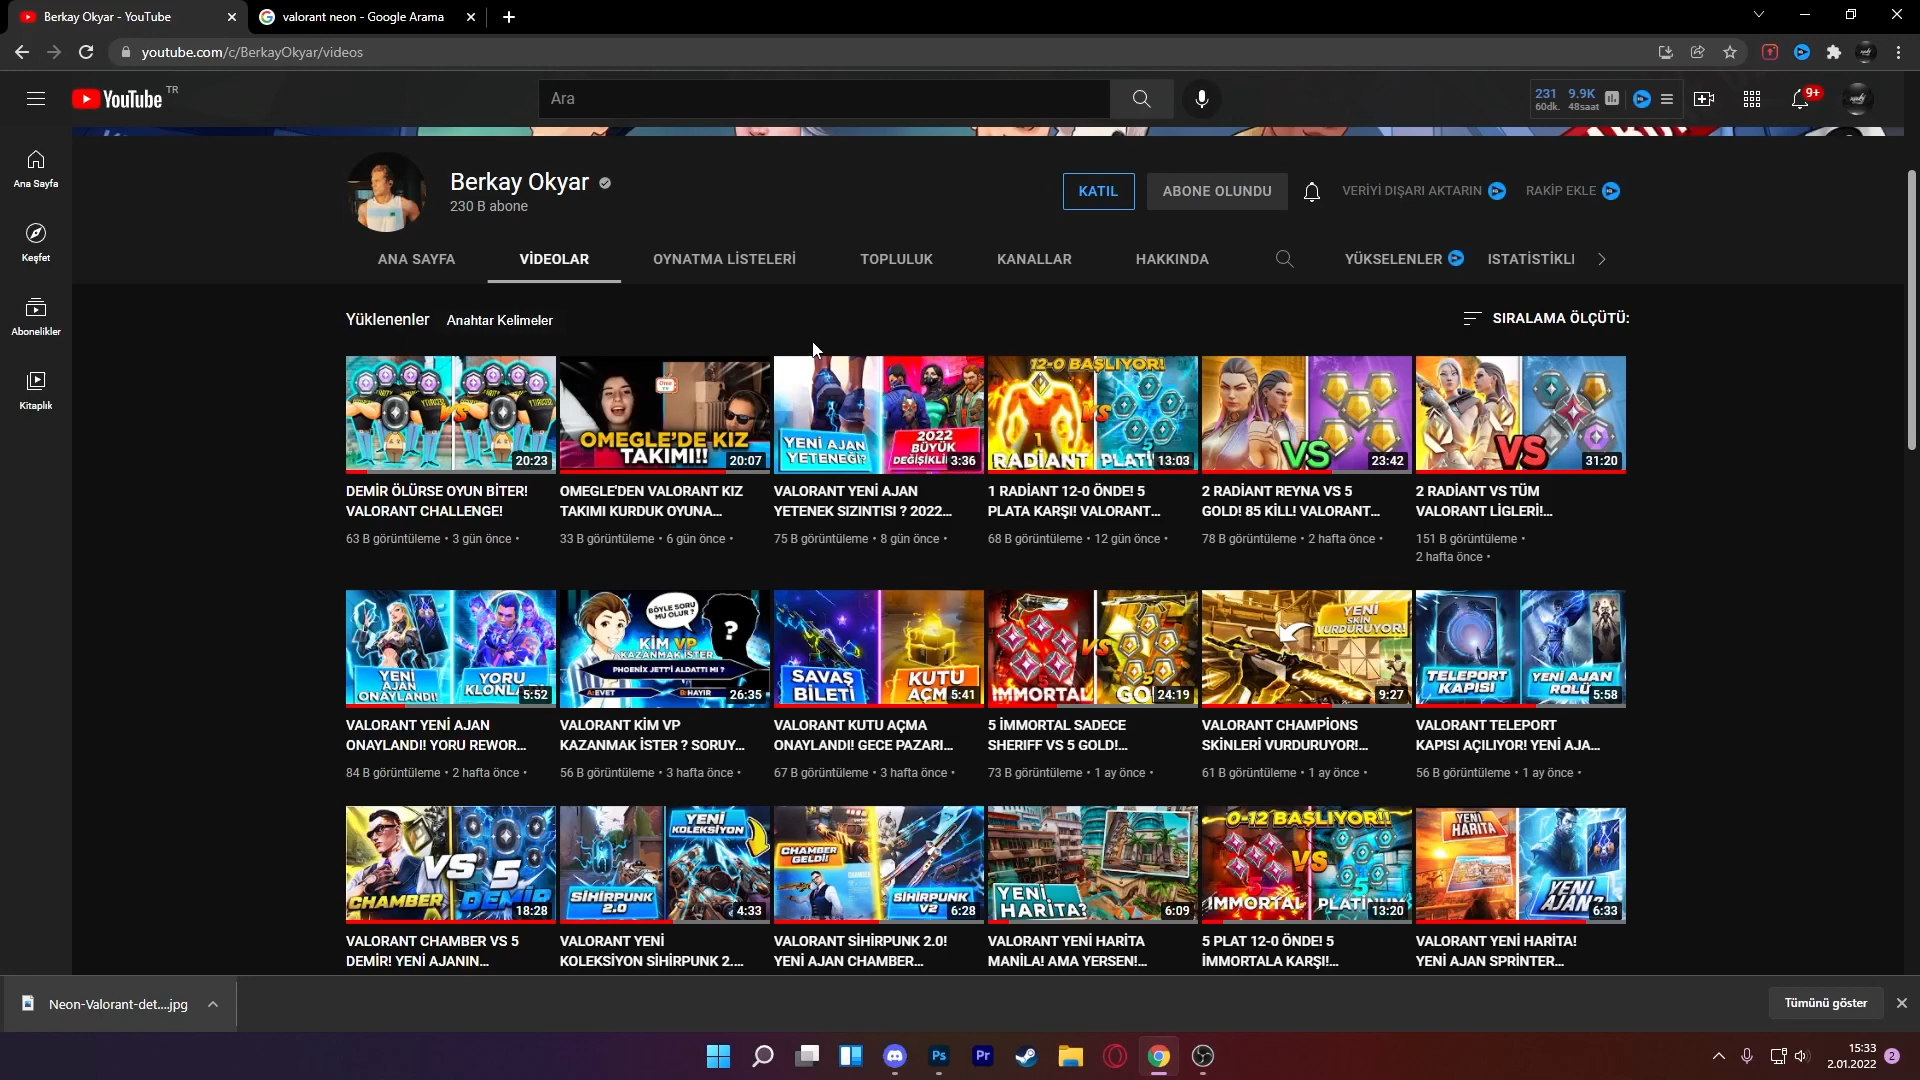 Berkay Okyar - YouTube
valorant neon - Google Arama
youtube.com/c/BerkayOkyar/videos
YouTube TR
Ara
231 9.9K
60dk. 48saat
9+
Ana Sayfa
Keşfet
Abonelikler
Kitaplık
Berkay Okyar
230 B abone
KATIL
ABONE OLUNDU
VERİYİ DIŞARI AKTARIN
RAKİP EKLE
ANA SAYFA
VİDEOLAR
OYNATMA LİSTELERİ
TOPLULUK
KANALLAR
HAKKINDA
YÜKSELENLER
ISTATİSTİKLI
Yüklenenler
Anahtar Kelimeler
SIRALAMA ÖLÇÜTÜ:
VS
20:23
OMEGLE'DE KIZ
TAKIMI!!
20:07
YENİ AJAN
YETENEĞİ?
2022
BÜYÜK
3:36
12-0 BAŞLIYOR!
VS
1
RADİANT
5
13:03
VS
23:42
VS
31:20
DEMİR ÖLÜRSE OYUN BİTER!
VALORANT CHALLENGE!
63 B görüntüleme • 3 gün önce •
OMEGLE'DEN VALORANT KIZ
TAKIMI KURDUK OYUNA...
33 B görüntüleme • 6 gün önce •
VALORANT YENİ AJAN
YETENEK SIZINTISI ? 2022...
75 B görüntüleme • 8 gün önce •
1 RADİANT 12-0 ÖNDE! 5
PLATA KARŞI! VALORANT...
68 B görüntüleme • 12 gün önce •
2 RADİANT REYNA VS 5
GOLD! 85 KİLL! VALORANT...
78 B görüntüleme • 2 hafta önce •
2 RADİANT VS TÜM
VALORANT LİGLERİ!...
151 B görüntüleme •
2 hafta önce •
YENİ
AJAN
ONAYLANDI!
YORU
5:52
BÖYLE SORU
MU OLUR ?
?
KİM VP
KAZANMAK İSTER
PHOENİX JETT'İ ALDATTI MI ?
A:EVET
B:HAYIR
26:35
SAVAŞ
BİLETİ
KUTU
AÇM
5:41
VS
5
IMMORTAL
5
GO
24:19
YENİ
SKİN
VURDURUYOR!
9:27
TELEPORT
KAPISI
YENİ AJAN
ROLÜ
5:58
VALORANT YENİ AJAN
ONAYLANDI! YORU REWOR...
84 B görüntüleme • 2 hafta önce •
VALORANT KİM VP
KAZANMAK İSTER ? SORUY...
56 B görüntüleme • 3 hafta önce •
VALORANT KUTU AÇMA
ONAYLANDI! GECE PAZARI...
67 B görüntüleme • 3 hafta önce •
5 İMMORTAL SADECE
SHERIFF VS 5 GOLD!...
73 B görüntüleme • 1 ay önce •
VALORANT CHAMPİONS
SKİNLERİ VURDURUYOR!...
61 B görüntüleme • 1 ay önce •
VALORANT TELEPORT
KAPISI AÇILIYOR! YENİ AJA...
56 B görüntüleme • 1 ay önce •
VS 5
CHAMBER
DEMİR
18:28
YENİ
KOLEKSİYON
SİHİRPUNK
2.0
4:33
CHAMBER
GELDİ!
SİHİRPUNK
V2
6:28
YENİ
HARİTA?
6:09
0-12 BAŞLIYOR!!
VS
5
IMMORTAL
5
PLATINUM
13:20
YENİ
HARİTA
YENİ
AJAN?
6:33
VALORANT CHAMBER VS 5
DEMİR! YENİ AJANIN...
VALORANT YENİ
KOLEKSİYON SİHİRPUNK 2....
VALORANT SİHİRPUNK 2.0!
YENİ AJAN CHAMBER...
VALORANT YENİ HARİTA
MANİLA! AMA YERSEN!...
5 PLAT 12-0 ÖNDE! 5
İMMORTALA KARŞI!...
VALORANT YENİ HARİTA!
YENİ AJAN SPRİNTER...
Neon-Valorant-det....jpg
Tümünü göster
Ps
Pr
15:33
2.01.2022
2